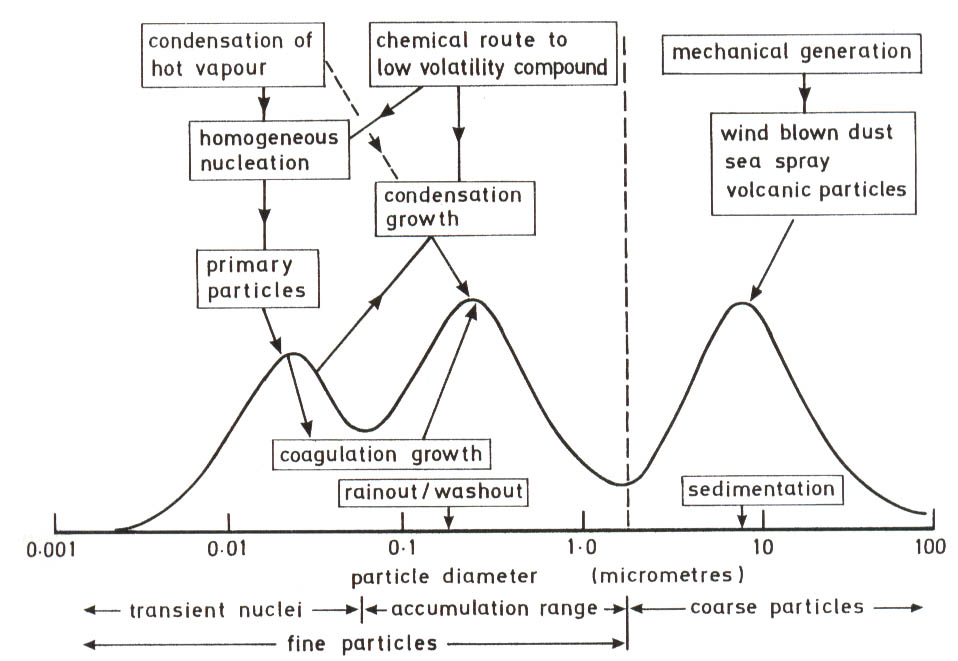 condensation of
hot vapour
chemical route to
low volatility compound
mechanical generation
homogeneous
nucleation
wind blown dust
sea spray
volcanic particles
condensation
growth
primary
particles
coagulation growth
rainout/washout
sedimentation
0·001 0·01 0·1 1·0 10 100
particle diameter (micrometres)
transient nuclei accumulation range coarse particles
fine particles